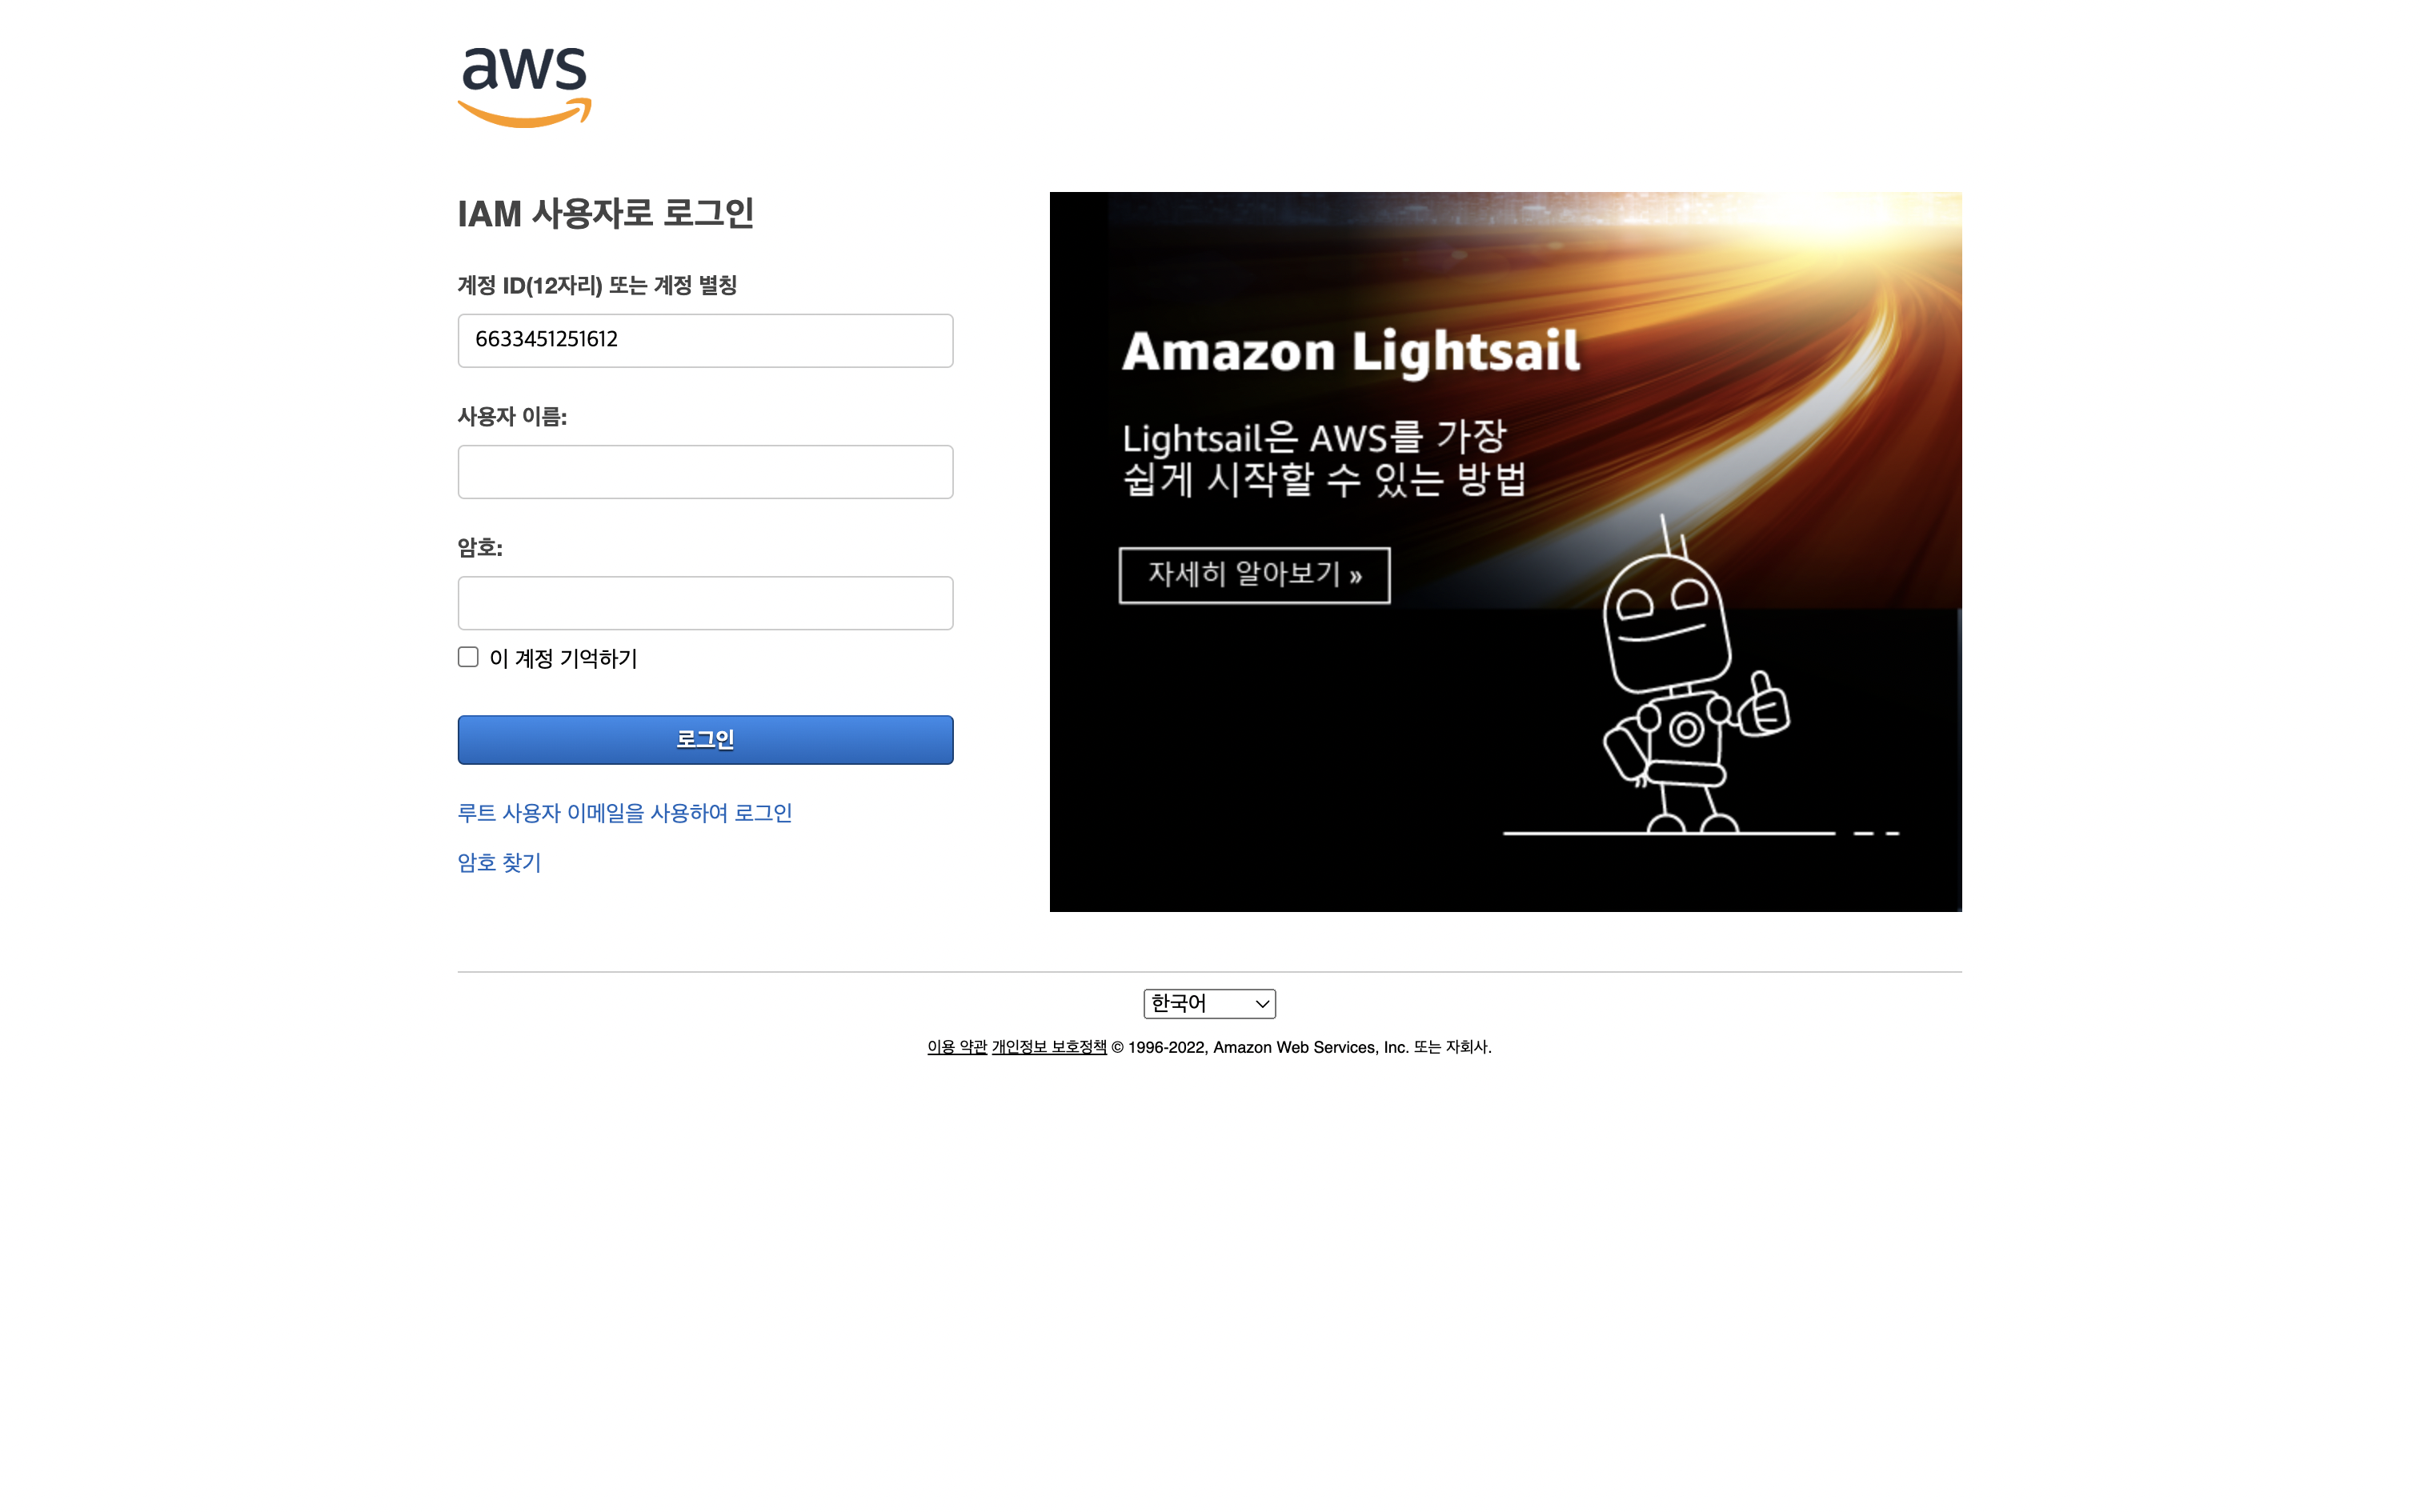 aws
IAM 사용자로 로그인
계정 ID(12자리) 또는 계정 별칭
6633451251612
사용자 이름:
암호:
이 계정 기억하기
로그인
루트 사용자 이메일을 사용하여 로그인
암호 찾기
Amazon Lightsail
Lightsail은 AWS를 가장
쉽게 시작할 수 있는 방법
자세히 알아보기 »
한국어
이용 약관 개인정보 보호정책 © 1996-2022, Amazon Web Services, Inc. 또는 자회사.